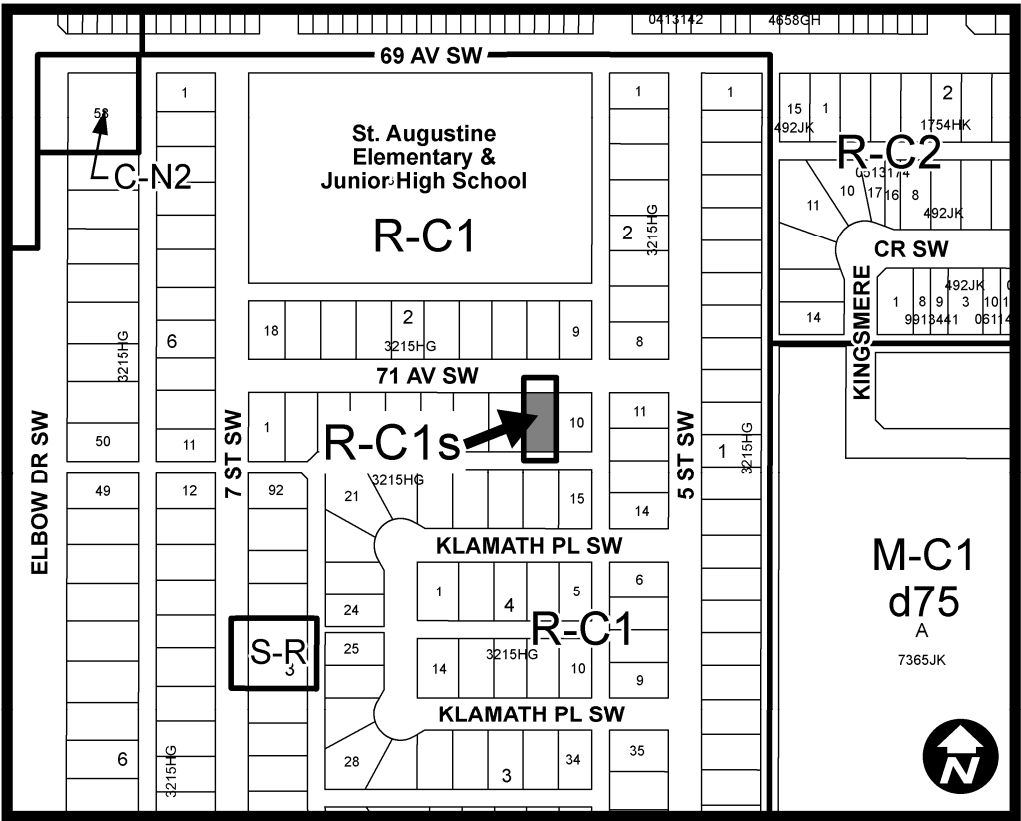 0413142
4658GH
69 AV SW
1
1
1
15
1
2
492JK
1754HK
St. Augustine
Elementary &
Junior High School
R-C1
C-N2
R-C2
10
17
16
8
11
492JK
2
3215HG
CR SW
KINGSMERE
492JK
1
8
9
3
10
9913441
14
18
2
9
3215HG
8
3215HG
6
71 AV SW
1
10
11
R-C1s
50
11
1
3215HG
ELBOW DR SW
7 ST SW
5 ST SW
49
12
92
21
3215HG
15
14
KLAMATH PL SW
M-C1
d75
A
7365JK
1
5
6
24
4
R-C1
S-R
3
25
14
3215HG
10
9
KLAMATH PL SW
6
3215HG
28
3
34
35
N